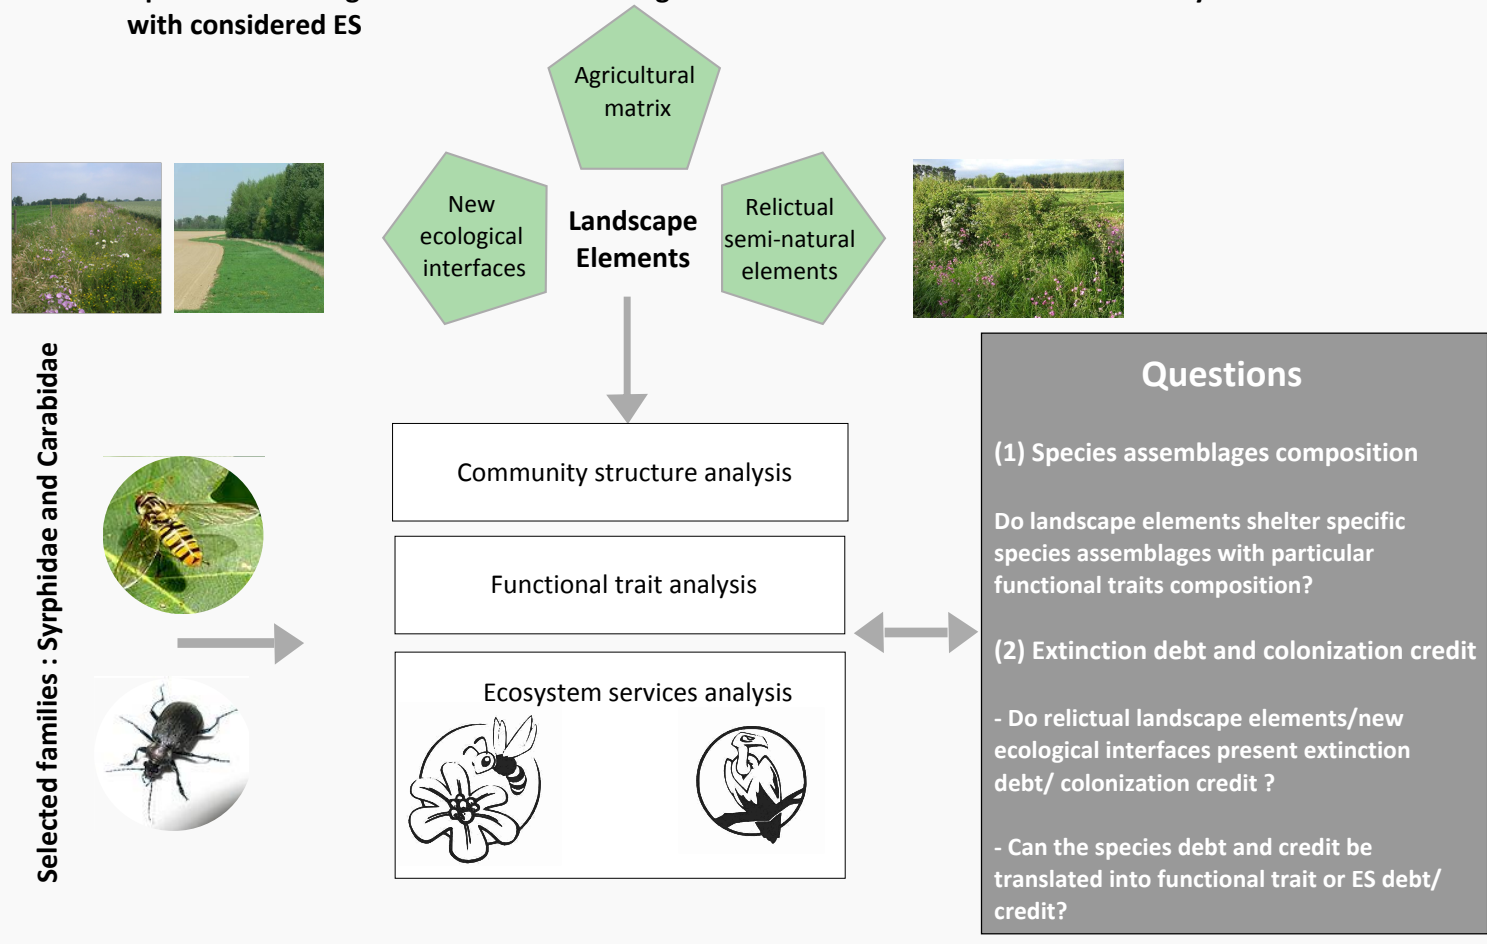 with considered ES
Agricultural
matrix
New
ecological
interfaces
Landscape
Elements
Relictual
semi-natural
elements
Selected families : Syrphidae and Carabidae
Community structure analysis
Functional trait analysis
Ecosystem services analysis
Questions
(1) Species assemblages composition
Do landscape elements shelter specific
species assemblages with particular
functional traits composition?
(2) Extinction debt and colonization credit
- Do relictual landscape elements/new
ecological interfaces present extinction
debt/ colonization credit ?
- Can the species debt and credit be
translated into functional trait or ES debt/
credit?